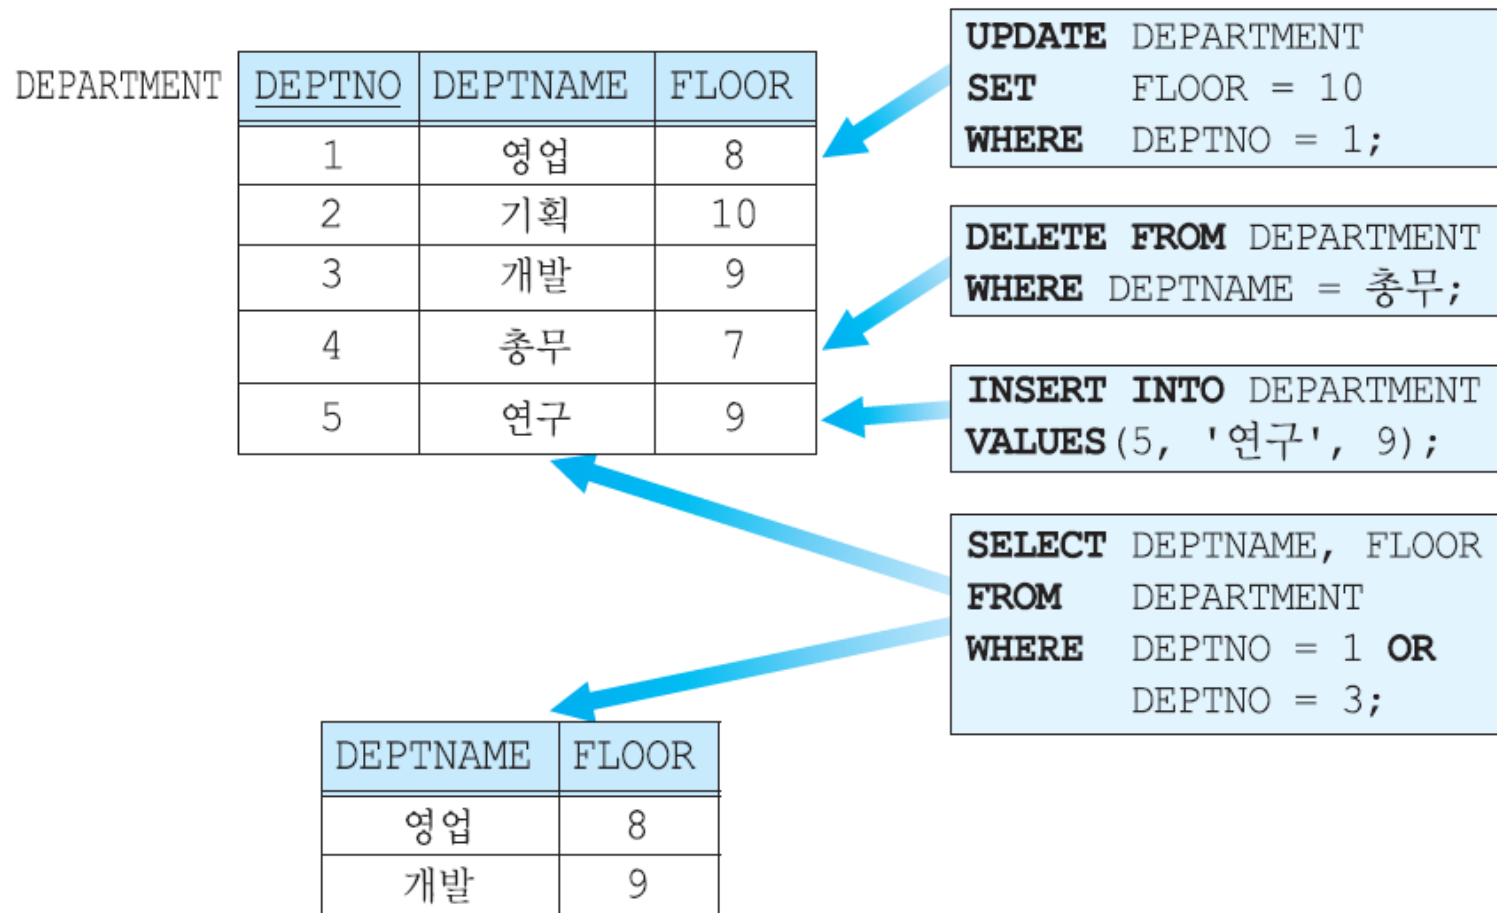 DEPARTMENT
DEPTNO DEPTNAME FLOOR
1 영업 8
2 기획 10
3 개발 9
4 총무 7
5 연구 9
UPDATE DEPARTMENT
SET FLOOR = 10
WHERE DEPTNO = 1;
DELETE FROM DEPARTMENT
WHERE DEPTNAME = 총무;
INSERT INTO DEPARTMENT
VALUES(5, '연구', 9);
SELECT DEPTNAME, FLOOR
FROM DEPARTMENT
WHERE DEPTNO = 1 OR
DEPTNO = 3;
DEPTNAME FLOOR
영업 8
개발 9